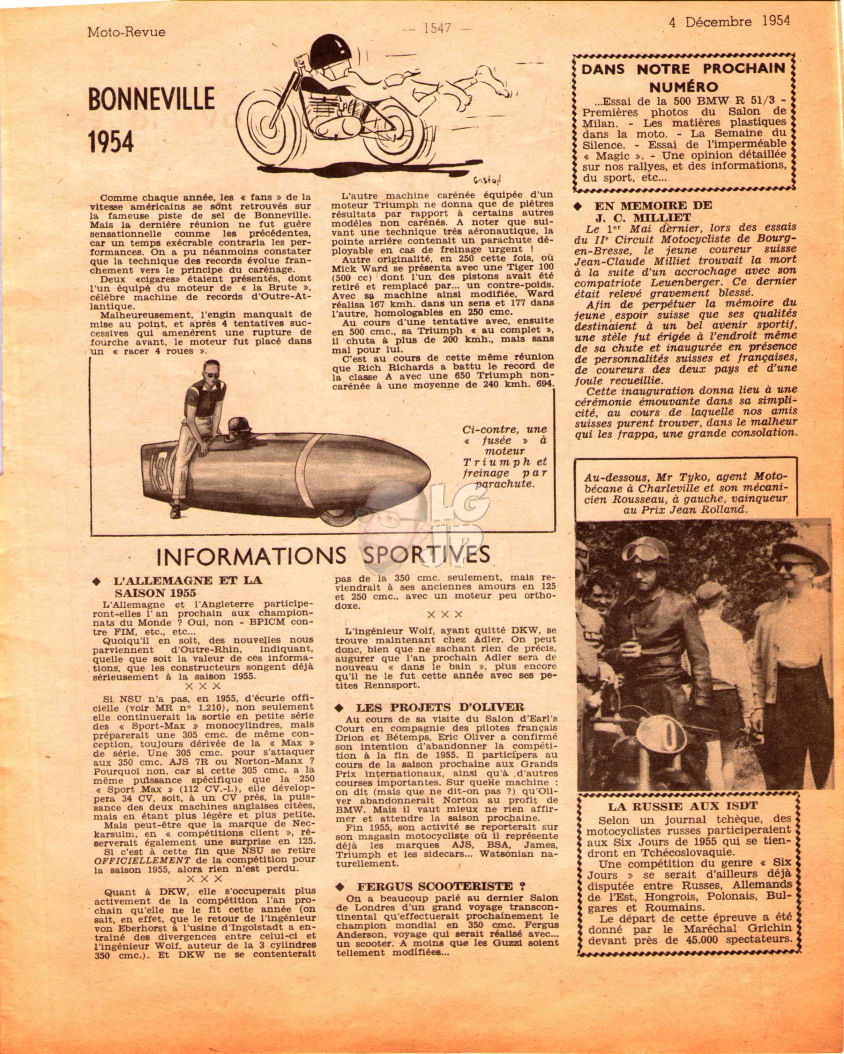 Moto-Revue
— 1547 —
4 Décembre 1954
BONNEVILLE
1954
Comme chaque année, les « fans » de la
vitesse américains se sont retrouvés sur
la fameuse piste de sel de Bonneville.
Mais la dernière réunion ne fut guère
sensationnelle comme les précédentes,
car un temps exécrable contraria les per-
formances. On a pu néanmoins constater
que la technique des records évolue fran-
chement vers le principe du carénage.
Deux «cigares» étaient présentés, dont
l'un équipé du moteur de « la Brute »,
célèbre machine de records d'Outre-At-
lantique.
Malheureusement, l'engin manquait de
mise au point, et après 4 tentatives suc-
cessives qui amenèrent une rupture de
fourche avant, le moteur fut placé dans
un « racer 4 roues ».
L'autre machine carénée équipée d'un
moteur Triumph ne donna que de piètres
résultats par rapport à certains autres
modèles non carénés. A noter que sui-
vant une technique très aéronautique, la
pointe arrière contenait un parachute dé-
ployable en cas de freinage urgent !
Autre originalité, en 250 cette fois, où
Mick Ward se présenta avec une Tiger 100
(500 cc) dont l'un des pistons avait été
retiré et remplacé par... un contre-poids.
Avec sa machine ainsi modifiée, Ward
réalisa 167 kmh. dans un sens et 177 dans
l'autre, homologables en 250 cmc.
Au cours d'une tentative avec, ensuite
en 500 cmc., sa Triumph « au complet »,
il chuta à plus de 200 kmh., mais sans
mal pour lui.
C'est au cours de cette même réunion
que Rich Richards a battu le record de
la classe A avec une 650 Triumph non-
carénée à une moyenne de 240 kmh. 694.
Ci-contre, une
« fusée » à
moteur
Triumph et
freinage par
parachute.
LG
JP
INFORMATIONS SPORTIVES
◆ L'ALLEMAGNE ET LA
SAISON 1955
L'Allemagne et l'Angleterre participe-
ront-elles l'an prochain aux champion-
nats du Monde ? Oui, non - BPICM con-
tre FIM, etc., etc...
Quoiqu'il en soit, des nouvelles nous
parviennent d'Outre-Rhin, indiquant,
quelle que soit la valeur de ces informa-
tions, que les constructeurs songent déjà
sérieusement à la saison 1955.
× × ×
Si NSU n'a pas, en 1955, d'écurie offi-
cielle (voir MR n° 1.210), non seulement
elle continuerait la sortie en petite série
des « Sport-Max » monocylindres, mais
préparerait une 305 cmc. de même con-
ception, toujours dérivée de la « Max »
de série. Une 305 cmc. pour s'attaquer
aux 350 cmc. AJS 7R ou Norton-Manx ?
Pourquoi non, car si cette 305 cmc. a la
même puissance spécifique que la 250
« Sport Max » (112 CV.-l.), elle dévelop-
pera 34 CV, soit, à un CV près, la puis-
sance des deux machines anglaises citées,
mais en étant plus légère et plus petite.
Mais peut-être que la marque de Nec-
karsulm, en « compétitions client », ré-
serverait également une surprise en 125.
Si c'est à cette fin que NSU se retire
OFFICIELLEMENT de la compétition pour
la saison 1955, alors rien n'est perdu.
× × ×
Quant à DKW, elle s'occuperait plus
activement de la compétition l'an pro-
chain qu'elle ne le fit cette année (on
sait, en effet, que le retour de l'ingénieur
von Eberhorst à l'usine d'Ingolstadt a en-
traîné des divergences entre celui-ci et
l'ingénieur Wolf, auteur de la 3 cylindres
350 cmc.). Et DKW ne se contenterait
pas de la 350 cmc. seulement, mais re-
viendrait à ses anciennes amours en 125
et 250 cmc., avec un moteur peu ortho-
doxe.
× × ×
L'ingénieur Wolf, ayant quitté DKW, se
trouve maintenant chez Adler. On peut
donc, bien que ne sachant rien de précis,
augurer que l'an prochain Adler sera de
nouveau « dans le bain », plus encore
qu'il ne le fut cette année avec ses pe-
tites Rennsport.
◆ LES PROJETS D'OLIVER
Au cours de sa visite du Salon d'Earl's
Court en compagnie des pilotes français
Drion et Bétemps, Eric Oliver a confirmé
son intention d'abandonner la compéti-
tion à la fin de 1955. Il participera au
cours de la saison prochaine aux Grands
Prix internationaux, ainsi qu'à d'autres
courses importantes. Sur quelle machine :
on dit (mais que ne dit-on pas ?) qu'Oli-
ver abandonnerait Norton au profit de
BMW. Mais il vaut mieux ne rien affir-
mer et attendre la saison prochaine.
Fin 1955, son activité se reporterait sur
son magasin motocycliste où il représente
déjà les marques AJS, BSA, James,
Triumph et les sidecars... Watsonian na-
turellement.
◆ FERGUS SCOOTERISTE ?
On a beaucoup parlé au dernier Salon
de Londres d'un grand voyage transcon-
tinental qu'effectuerait prochainement le
champion mondial en 350 cmc. Fergus
Anderson, voyage qui serait réalisé avec...
un scooter. A moins que les Guzzi soient
tellement modifiées...
DANS NOTRE PROCHAIN
NUMÉRO
...Essai de la 500 BMW R 51/3 -
Premières photos du Salon de
Milan. - Les matières plastiques
dans la moto. - La Semaine du
Silence. - Essai de l'imperméable
« Magic ». - Une opinion détaillée
sur nos rallyes, et des informations,
du sport, etc...
◆ EN MEMOIRE DE
J. C. MILLIET
Le 1er Mai dernier, lors des essais
du IIe Circuit Motocycliste de Bourg-
en-Bresse, le jeune coureur suisse
Jean-Claude Milliet trouvait la mort
à la suite d'un accrochage avec son
compatriote Leuenberger. Ce dernier
était relevé gravement blessé.
Afin de perpétuer la mémoire du
jeune espoir suisse que ses qualités
destinaient à un bel avenir sportif,
une stèle fut érigée à l'endroit même
de sa chute et inaugurée en présence
de personnalités suisses et françaises,
de coureurs des deux pays et d'une
foule recueillie.
Cette inauguration donna lieu à une
cérémonie émouvante dans sa simpli-
cité, au cours de laquelle nos amis
suisses purent trouver, dans le malheur
qui les frappa, une grande consolation.
Au-dessous, Mr Tyko, agent Moto-
bécane à Charleville et son mécani-
cien Rousseau, à gauche, vainqueur
au Prix Jean Rolland.
LA RUSSIE AUX ISDT
Selon un journal tchèque, des
motocyclistes russes participeraient
aux Six Jours de 1955 qui se tien-
dront en Tchécoslovaquie.
Une compétition du genre « Six
Jours » se serait d'ailleurs déjà
disputée entre Russes, Allemands
de l'Est, Hongrois, Polonais, Bul-
gares et Roumains.
Le départ de cette épreuve a été
donné par le Maréchal Grichin
devant près de 45.000 spectateurs.